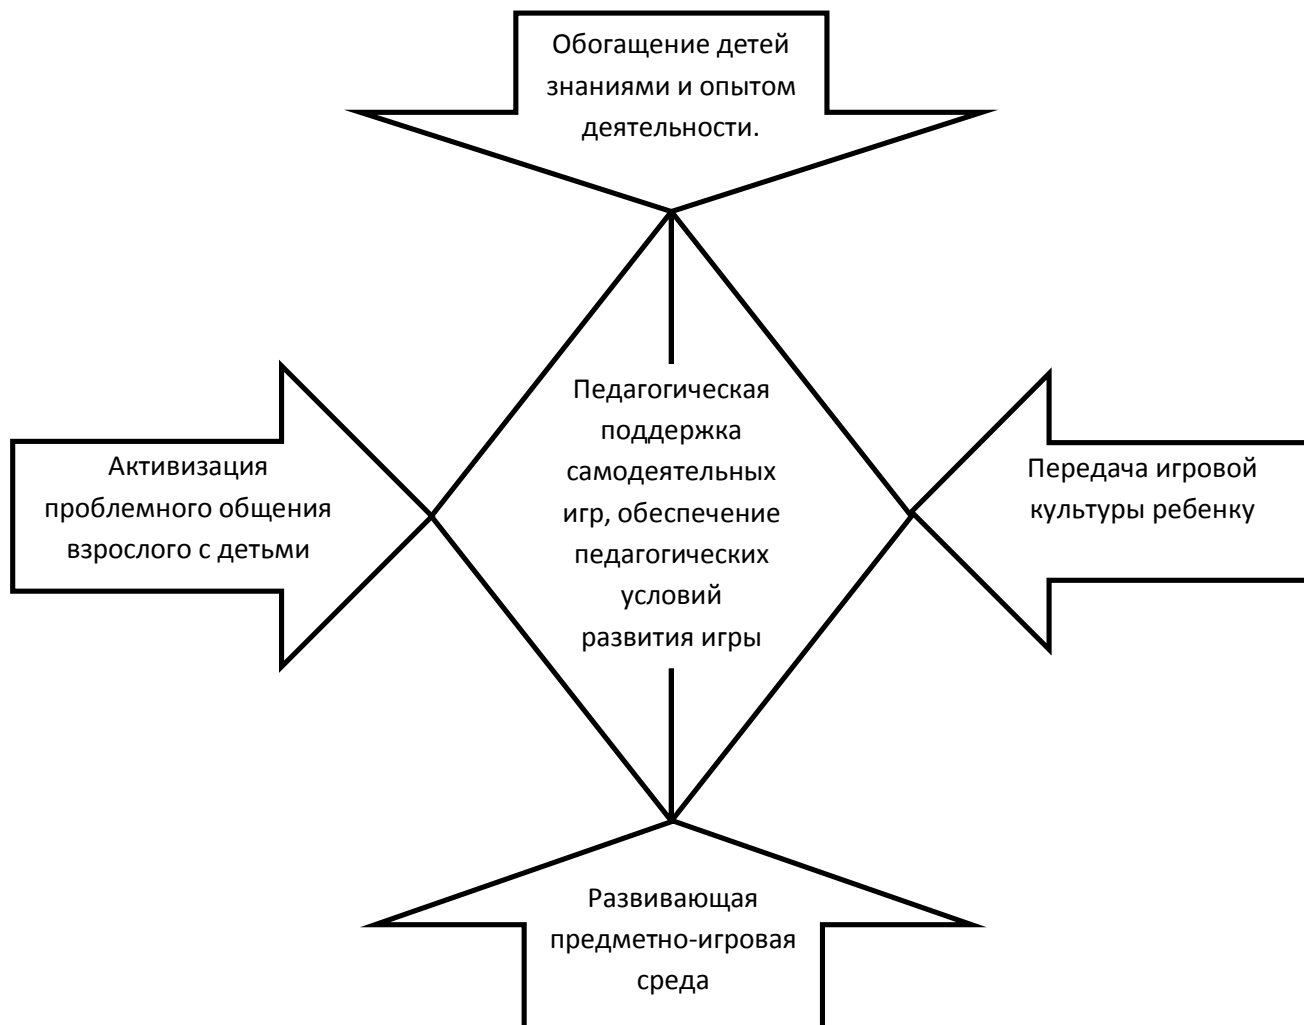 Обогащение детей
знаниями и опытом
деятельности.
Активизация
проблемного общения
взрослого с детьми
Педагогическая
поддержка
самодеятельных
игр, обеспечение
педагогических
условий
развития игры
Передача игровой
культуры ребенку
Развивающая
предметно-игровая
среда